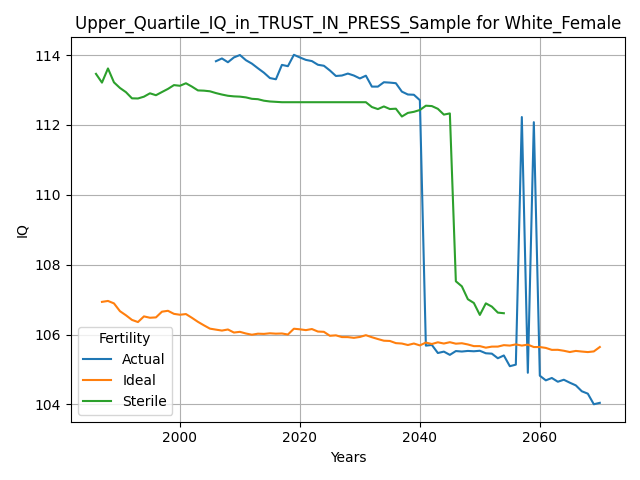 Upper_Quartile_IQ_in_TRUST_IN_PRESS_Sample for White_Female
114
112
110
108
106
104
IQ
Fertility
Actual
Ideal
Sterile
2000
2020
2040
2060
Years